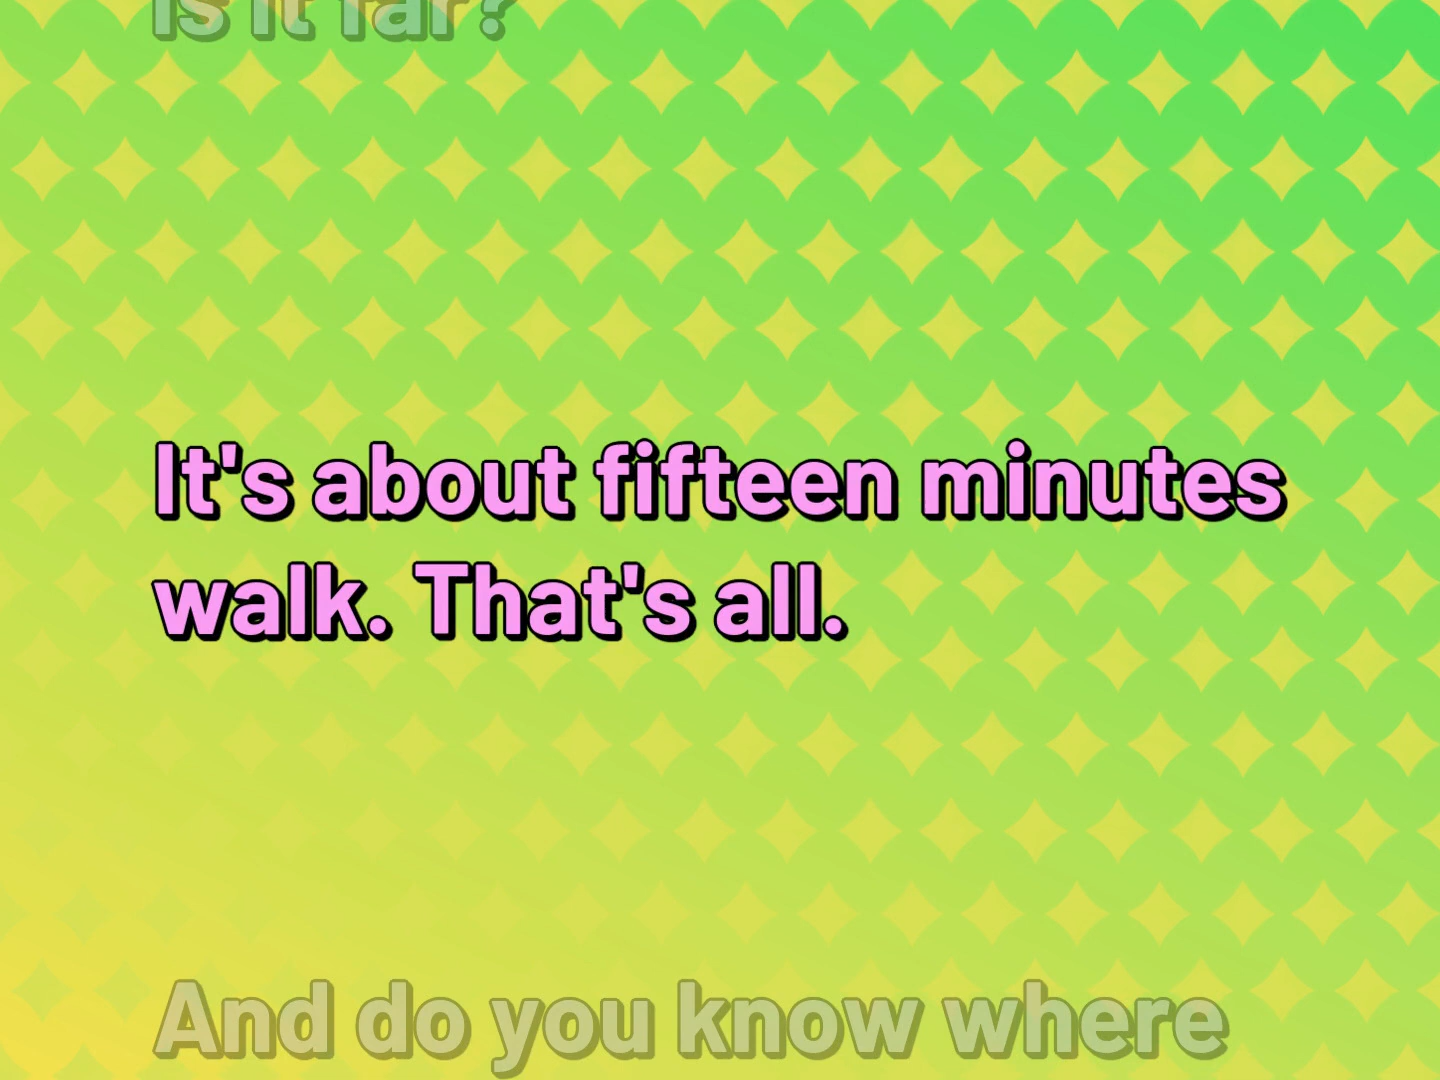 Is it far?
It's about fifteen minutes
walk. That's all.
And do you know where